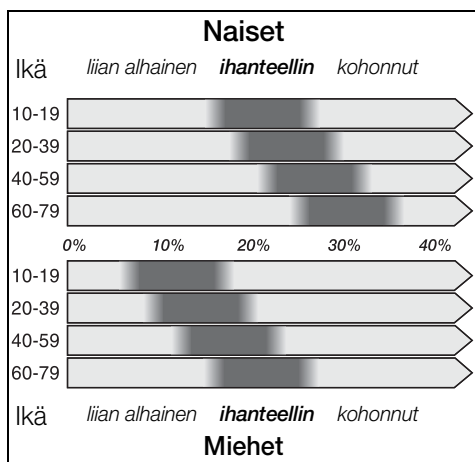 Naiset
Ikä liian alhainen ihanteellin kohonnut
10-19
20-39
40-59
60-79
0% 10% 20% 30% 40%
10-19
20-39
40-59
60-79
Ikä liian alhainen ihanteellin kohonnut
Miehet